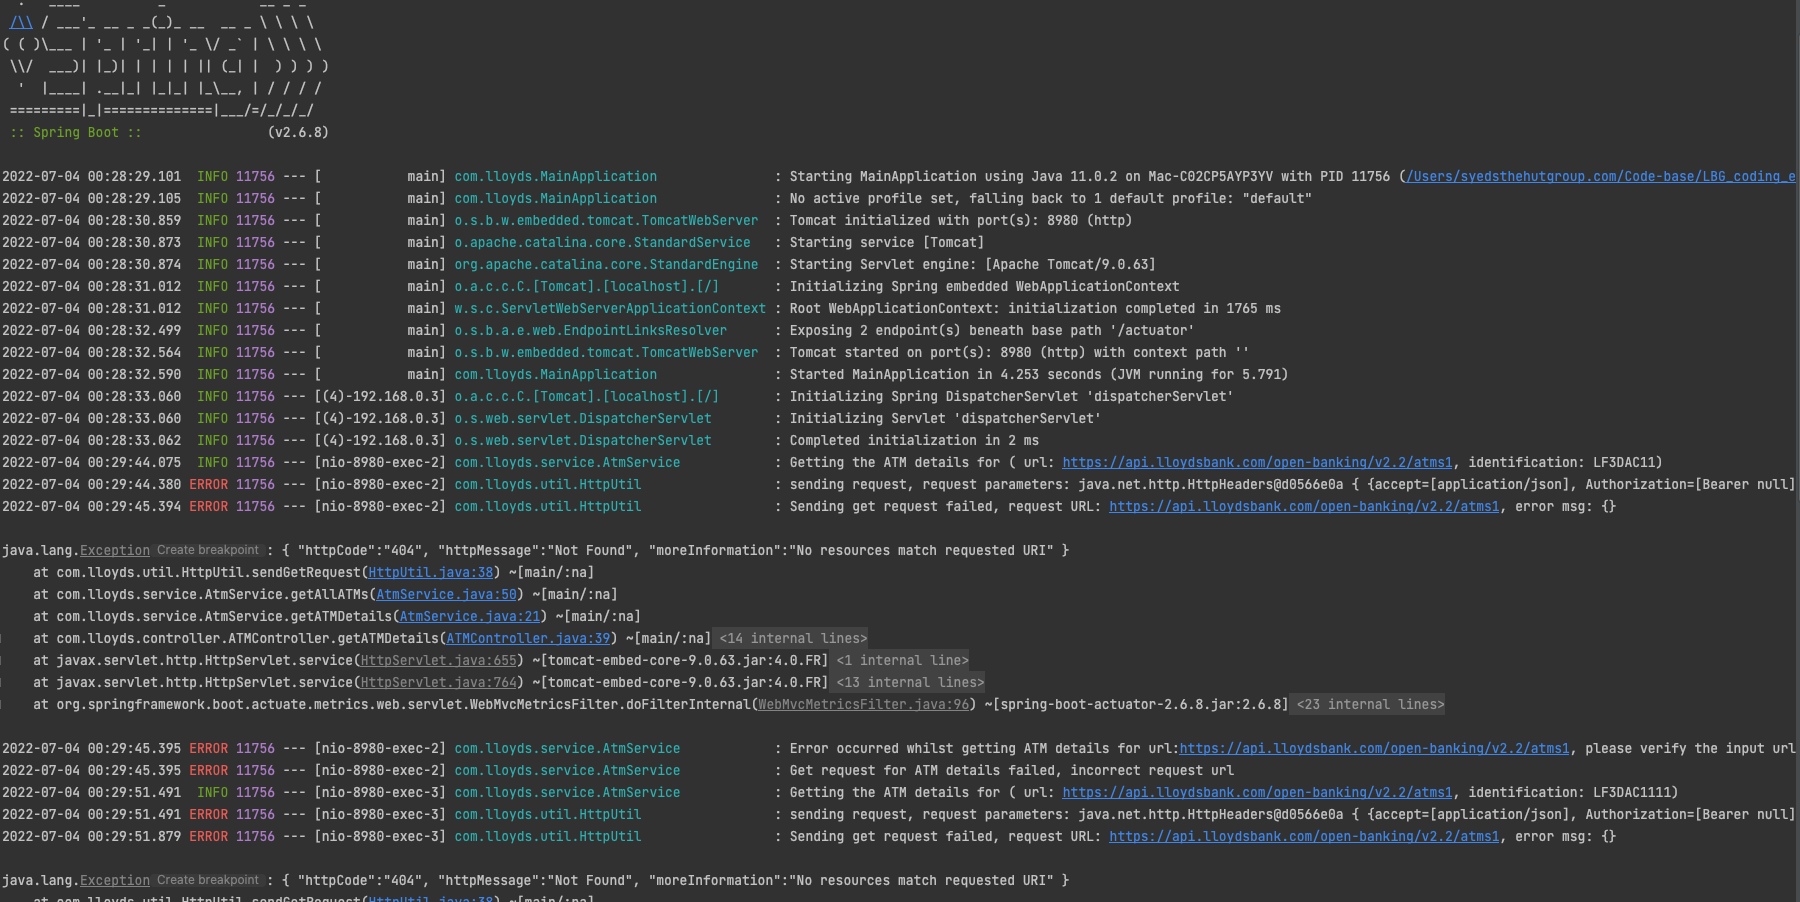 .   ____          _            __ _ _
 /\\ / ___'_ __ _ _(_)_ __  __ _ \ \ \ \
( ( )\___ | '_ | '_| | '_ \/ _` | \ \ \ \
 \\/  ___)| |_)| | | | | || (_| |  ) ) ) )
  '  |____| .__|_| |_|_| |_\__, | / / / /
 =========|_|==============|___/=/_/_/_/
 :: Spring Boot ::                (v2.6.8)
2022-07-04 00:28:29.101  INFO 11756 --- [           main] com.lloyds.MainApplication               : Starting MainApplication using Java 11.0.2 on Mac-C02CP5AYP3YV with PID 11756 (/Users/syedsthehutgroup.com/Code-base/LBG_coding_e
2022-07-04 00:28:29.105  INFO 11756 --- [           main] com.lloyds.MainApplication               : No active profile set, falling back to 1 default profile: "default"
2022-07-04 00:28:30.859  INFO 11756 --- [           main] o.s.b.w.embedded.tomcat.TomcatWebServer  : Tomcat initialized with port(s): 8980 (http)
2022-07-04 00:28:30.873  INFO 11756 --- [           main] o.apache.catalina.core.StandardService   : Starting service [Tomcat]
2022-07-04 00:28:30.874  INFO 11756 --- [           main] org.apache.catalina.core.StandardEngine  : Starting Servlet engine: [Apache Tomcat/9.0.63]
2022-07-04 00:28:31.012  INFO 11756 --- [           main] o.a.c.c.C.[Tomcat].[localhost].[/]       : Initializing Spring embedded WebApplicationContext
2022-07-04 00:28:31.012  INFO 11756 --- [           main] w.s.c.ServletWebServerApplicationContext : Root WebApplicationContext: initialization completed in 1765 ms
2022-07-04 00:28:32.499  INFO 11756 --- [           main] o.s.b.a.e.web.EndpointLinksResolver      : Exposing 2 endpoint(s) beneath base path '/actuator'
2022-07-04 00:28:32.564  INFO 11756 --- [           main] o.s.b.w.embedded.tomcat.TomcatWebServer  : Tomcat started on port(s): 8980 (http) with context path ''
2022-07-04 00:28:32.590  INFO 11756 --- [           main] com.lloyds.MainApplication               : Started MainApplication in 4.253 seconds (JVM running for 5.791)
2022-07-04 00:28:33.060  INFO 11756 --- [(4)-192.168.0.3] o.a.c.c.C.[Tomcat].[localhost].[/]       : Initializing Spring DispatcherServlet 'dispatcherServlet'
2022-07-04 00:28:33.060  INFO 11756 --- [(4)-192.168.0.3] o.s.web.servlet.DispatcherServlet        : Initializing Servlet 'dispatcherServlet'
2022-07-04 00:28:33.062  INFO 11756 --- [(4)-192.168.0.3] o.s.web.servlet.DispatcherServlet        : Completed initialization in 2 ms
2022-07-04 00:29:44.075  INFO 11756 --- [nio-8980-exec-2] com.lloyds.service.AtmService            : Getting the ATM details for ( url: https://api.lloydsbank.com/open-banking/v2.2/atms1, identification: LF3DAC11)
2022-07-04 00:29:44.380 ERROR 11756 --- [nio-8980-exec-2] com.lloyds.util.HttpUtil                 : sending request, request parameters: java.net.http.HttpHeaders@d0566e0a { {accept=[application/json], Authorization=[Bearer null]
2022-07-04 00:29:45.394 ERROR 11756 --- [nio-8980-exec-2] com.lloyds.util.HttpUtil                 : Sending get request failed, request URL: https://api.lloydsbank.com/open-banking/v2.2/atms1, error msg: {}
java.lang.Exception Create breakpoint : { "httpCode":"404", "httpMessage":"Not Found", "moreInformation":"No resources match requested URI" }
    at com.lloyds.util.HttpUtil.sendGetRequest(HttpUtil.java:38) ~[main/:na]
    at com.lloyds.service.AtmService.getAllATMs(AtmService.java:50) ~[main/:na]
    at com.lloyds.service.AtmService.getATMDetails(AtmService.java:21) ~[main/:na]
    at com.lloyds.controller.ATMController.getATMDetails(ATMController.java:39) ~[main/:na] <14 internal lines>
    at javax.servlet.http.HttpServlet.service(HttpServlet.java:655) ~[tomcat-embed-core-9.0.63.jar:4.0.FR] <1 internal line>
    at javax.servlet.http.HttpServlet.service(HttpServlet.java:764) ~[tomcat-embed-core-9.0.63.jar:4.0.FR] <13 internal lines>
    at org.springframework.boot.actuate.metrics.web.servlet.WebMvcMetricsFilter.doFilterInternal(WebMvcMetricsFilter.java:96) ~[spring-boot-actuator-2.6.8.jar:2.6.8] <23 internal lines>
2022-07-04 00:29:45.395 ERROR 11756 --- [nio-8980-exec-2] com.lloyds.service.AtmService            : Error occurred whilst getting ATM details for url:https://api.lloydsbank.com/open-banking/v2.2/atms1, please verify the input url
2022-07-04 00:29:45.395 ERROR 11756 --- [nio-8980-exec-2] com.lloyds.service.AtmService            : Get request for ATM details failed, incorrect request url
2022-07-04 00:29:51.491  INFO 11756 --- [nio-8980-exec-3] com.lloyds.service.AtmService            : Getting the ATM details for ( url: https://api.lloydsbank.com/open-banking/v2.2/atms1, identification: LF3DAC1111)
2022-07-04 00:29:51.491 ERROR 11756 --- [nio-8980-exec-3] com.lloyds.util.HttpUtil                 : sending request, request parameters: java.net.http.HttpHeaders@d0566e0a { {accept=[application/json], Authorization=[Bearer null]
2022-07-04 00:29:51.879 ERROR 11756 --- [nio-8980-exec-3] com.lloyds.util.HttpUtil                 : Sending get request failed, request URL: https://api.lloydsbank.com/open-banking/v2.2/atms1, error msg: {}
java.lang.Exception Create breakpoint : { "httpCode":"404", "httpMessage":"Not Found", "moreInformation":"No resources match requested URI" }
    at com.lloyds.util.HttpUtil.sendGetRequest(HttpUtil.java:38) ~[main/:na]